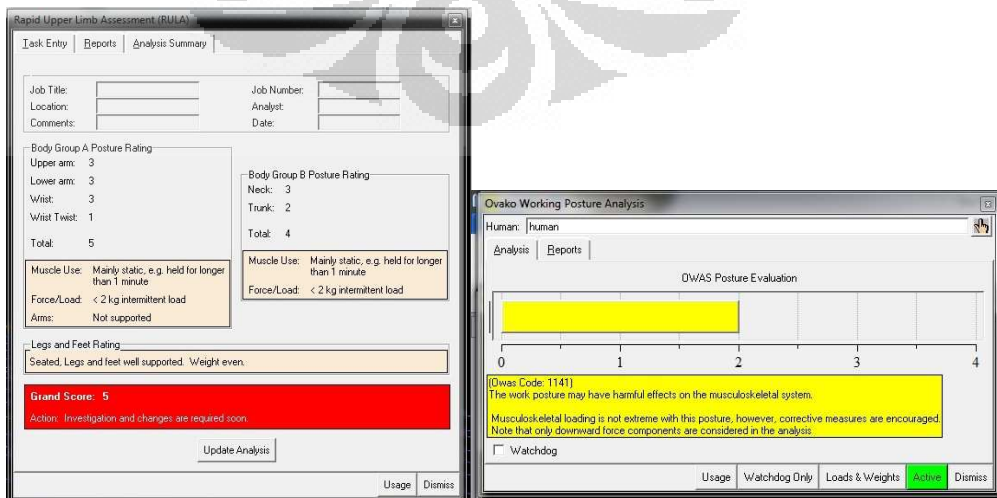 Rapid Upper Limb Assessment (RULA)
Task Entry Reports Analysis Summary
Job Title: Job Number:
Location: Analyst:
Comments: Date:
Body Group A Posture Rating
Upper arm: 3
Lower arm: 3
Wrist: 3
Wrist Twist: 1
Total: 5
Muscle Use: Mainly static, e.g. held for longer
than 1 minute
Force/Load: < 2 kg intermittent load
Arms: Not supported
Body Group B Posture Rating
Neck: 3
Trunk: 2
Total: 4
Muscle Use: Mainly static, e.g. held for longer
than 1 minute
Force/Load: < 2 kg intermittent load
Legs and Feet Rating
Seated, Legs and feet well supported. Weight even.
Grand Score: 5
Action: Investigation and changes are required soon.
Update Analysis
Usage Dismiss
Ovako Working Posture Analysis
Human: human
Analysis Reports
OWAS Posture Evaluation
0 1 2 3 4
(Owas Code: 1141)
The work posture may have harmful effects on the musculoskeletal system.
Musculoskeletal loading is not extreme with this posture, however, corrective measures are encouraged.
Note that only downward force components are considered in the analysis
Watchdog
Usage Watchdog Only Loads & Weights Active Dismiss